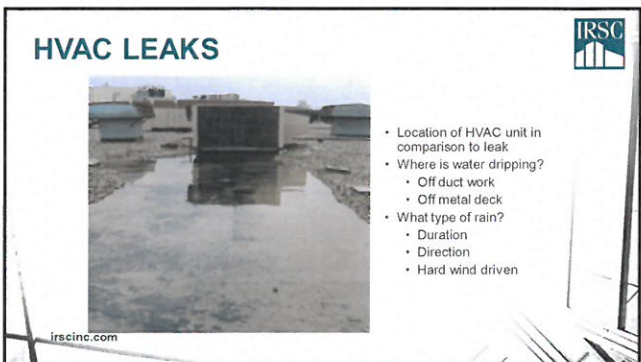 HVAC LEAKS
IRSC
• Location of HVAC unit in
comparison to leak
• Where is water dripping?
• Off duct work
• Off metal deck
• What type of rain?
• Duration
• Direction
• Hard wind driven
irscinc.com